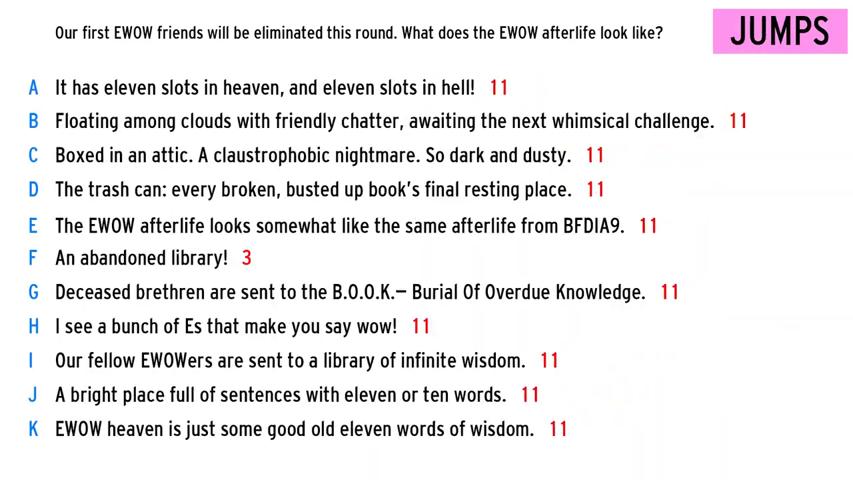 Our first EWOW friends will be eliminated this round. What does the EWOW afterlife look like?
JUMPS
A It has eleven slots in heaven, and eleven slots in hell! 11
B Floating among clouds with friendly chatter, awaiting the next whimsical challenge. 11
C Boxed in an attic. A claustrophobic nightmare. So dark and dusty. 11
D The trash can: every broken, busted up book's final resting place. 11
E The EWOW afterlife looks somewhat like the same afterlife from BFDIA9. 11
F An abandoned library! 3
G Deceased brethren are sent to the B.O.O.K.— Burial Of Overdue Knowledge. 11
H I see a bunch of Es that make you say wow! 11
I Our fellow EWOWers are sent to a library of infinite wisdom. 11
J A bright place full of sentences with eleven or ten words. 11
K EWOW heaven is just some good old eleven words of wisdom. 11